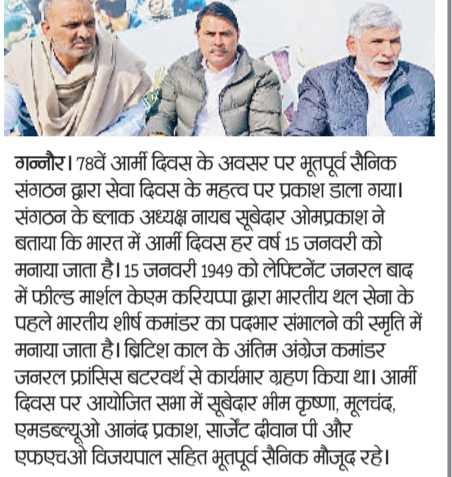 गन्नौर। 78वें आर्मी दिवस के अवसर पर भूतपूर्व सैनिक
संगठन द्वारा सेवा दिवस के महत्व पर प्रकाश डाला गया।
संगठन के ब्लाक अध्यक्ष नायब सूबेदार ओमप्रकाश ने
बताया कि भारत में आर्मी दिवस हर वर्ष 15 जनवरी को
मनाया जाता है। 15 जनवरी 1949 को लेफ्टिनेंट जनरल बाद
में फील्ड मार्शल केएम करियप्पा द्वारा भारतीय थल सेना के
पहले भारतीय शीर्ष कमांडर का पदभार संभालने की स्मृति में
मनाया जाता है। ब्रिटिश काल के अंतिम अंग्रेज कमांडर
जनरल फ्रांसिस बटरवर्थ से कार्यभार ग्रहण किया था। आर्मी
दिवस पर आयोजित सभा में सूबेदार भीम कृष्णा, मूलचंद,
एमडब्ल्यूओ आनंद प्रकाश, सार्जेंट दीवान पी और
एफएचओ विजयपाल सहित भूतपूर्व सैनिक मौजूद रहे।